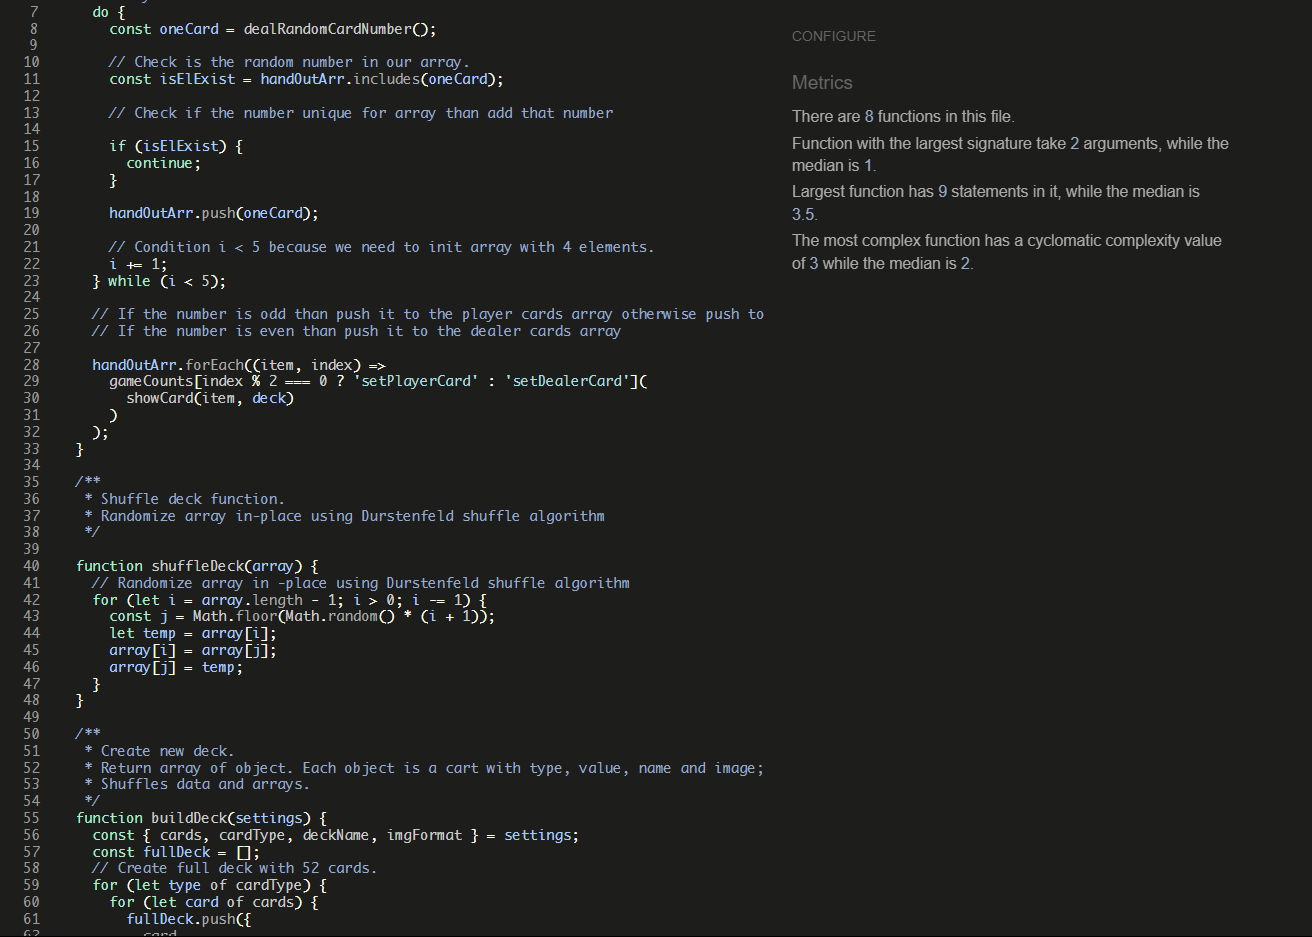 7 do {
8 const oneCard = dealRandomCardNumber();
9
10 // Check is the random number in our array.
11 const isElExist = handOutArr.includes(oneCard);
12
13 // Check if the number unique for array than add that number
14
15 if (isElExist) {
16 continue;
17 }
18
19 handOutArr.push(oneCard);
20
21 // Condition i < 5 because we need to init array with 4 elements.
22 i += 1;
23 } while (i < 5);
24
25 // If the number is odd than push it to the player cards array otherwise push to
26 // If the number is even than push it to the dealer cards array
27
28 handOutArr.forEach((item, index) =>
29 gameCounts[index % 2 === 0 ? 'setPlayerCard' : 'setDealerCard'](
30 showCard(item, deck)
31 )
32 );
33 }
34
35 /**
36 * Shuffle deck function.
37 * Randomize array in-place using Durstenfeld shuffle algorithm
38 */
39
40 function shuffleDeck(array) {
41 // Randomize array in -place using Durstenfeld shuffle algorithm
42 for (let i = array.length - 1; i > 0; i -= 1) {
43 const j = Math.floor(Math.random() * (i + 1));
44 let temp = array[i];
45 array[i] = array[j];
46 array[j] = temp;
47 }
48 }
49
50 /**
51 * Create new deck.
52 * Return array of object. Each object is a cart with type, value, name and image;
53 * Shuffles data and arrays.
54 */
55 function buildDeck(settings) {
56 const { cards, cardType, deckName, imgFormat } = settings;
57 const fullDeck = [];
58 // Create full deck with 52 cards.
59 for (let type of cardType) {
60 for (let card of cards) {
61 fullDeck.push({
CONFIGURE
Metrics
There are 8 functions in this file.
Function with the largest signature take 2 arguments, while the
median is 1.
Largest function has 9 statements in it, while the median is
3.5.
The most complex function has a cyclomatic complexity value
of 3 while the median is 2.